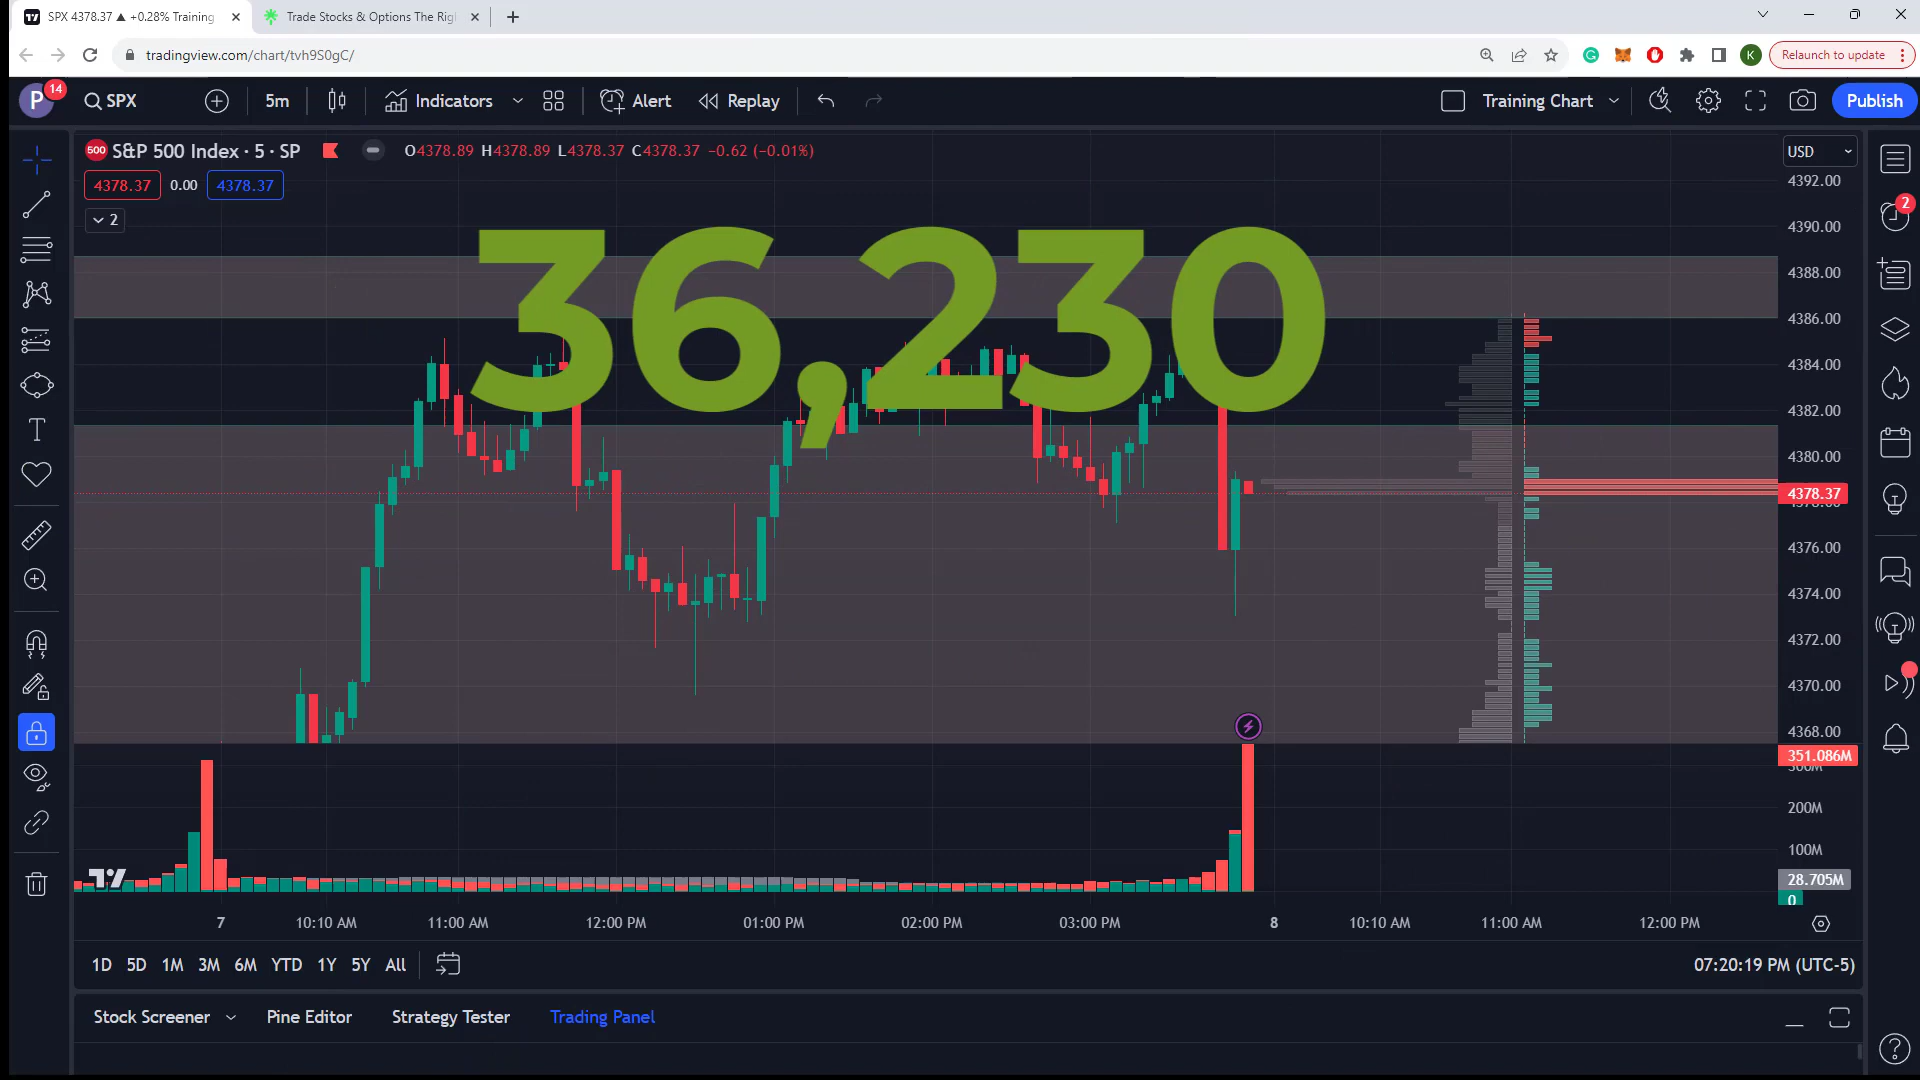 SPX 4378.37 ▲ +0.28% Training
Trade Stocks & Options The Rig
tradingview.com/chart/tvh9S0gC/
K
Relaunch to update
P
14
SPX
5m
Indicators
Alert
Replay
Training Chart
Publish
500
S&P 500 Index · 5 · SP
O4378.89 H4378.89 L4378.37 C4378.37 −0.62 (−0.01%)
USD
4378.37
0.00
4378.37
2
36,230
4392.00
4390.00
4388.00
4386.00
4384.00
4382.00
4380.00
4378.37
4378.00
4376.00
4374.00
4372.00
4370.00
4368.00
351.086M
300M
200M
100M
28.705M
0
2
7
10:10 AM
11:00 AM
12:00 PM
01:00 PM
02:00 PM
03:00 PM
8
10:10 AM
11:00 AM
12:00 PM
1D 5D 1M 3M 6M YTD 1Y 5Y All
07:20:19 PM (UTC-5)
Stock Screener
Pine Editor
Strategy Tester
Trading Panel